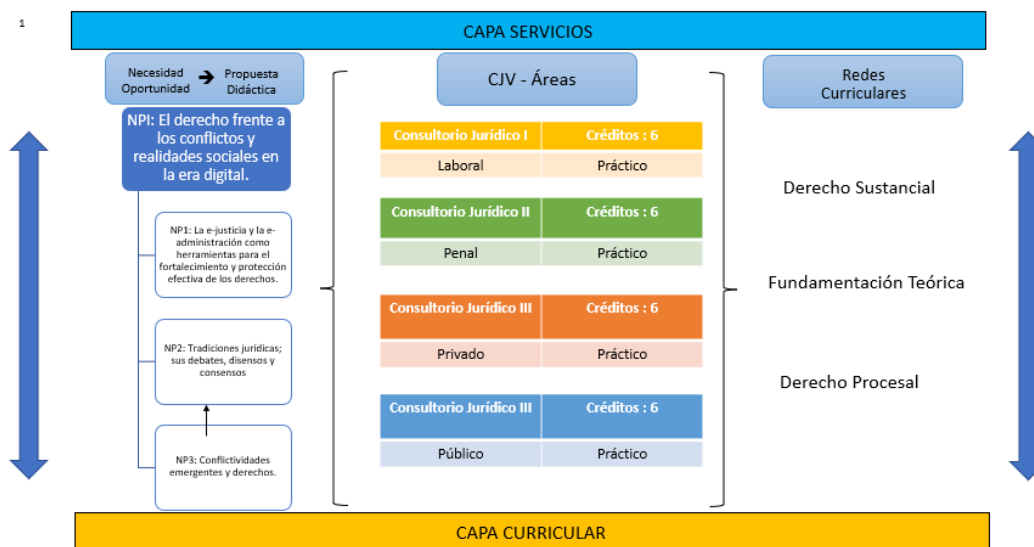 1
CAPA SERVICIOS
Necesidad
Oportunidad
Propuesta
Didáctica
NPI: El derecho frente a
los conflictos y
realidades sociales en
la era digital.
NP1: La e-justicia y la e-
administración como
herramientas para el
fortalecimiento y protección
efectiva de los derechos.
NP2: Tradiciones jurídicas;
sus debates, disensos y
consensos
NP3: Conflictividades
emergentes y derechos.
CJV - Áreas
Consultorio Jurídico I
Créditos : 6
Laboral
Práctico
Consultorio Jurídico II
Créditos : 6
Penal
Práctico
Consultorio Jurídico III
Créditos : 6
Privado
Práctico
Consultorio Jurídico III
Créditos : 6
Público
Práctico
Redes
Curriculares
Derecho Sustancial
Fundamentación Teórica
Derecho Procesal
CAPA CURRICULAR